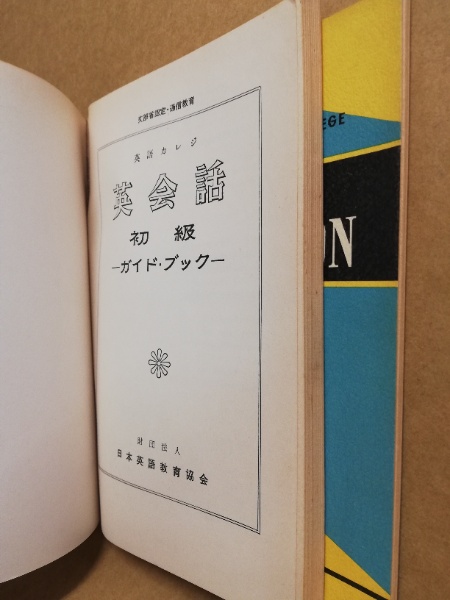 文部省認定・通信教育
英語カレジ
英会話
初級
—ガイド・ブック—
財団法人
日本英語教育協会
EGE
ON